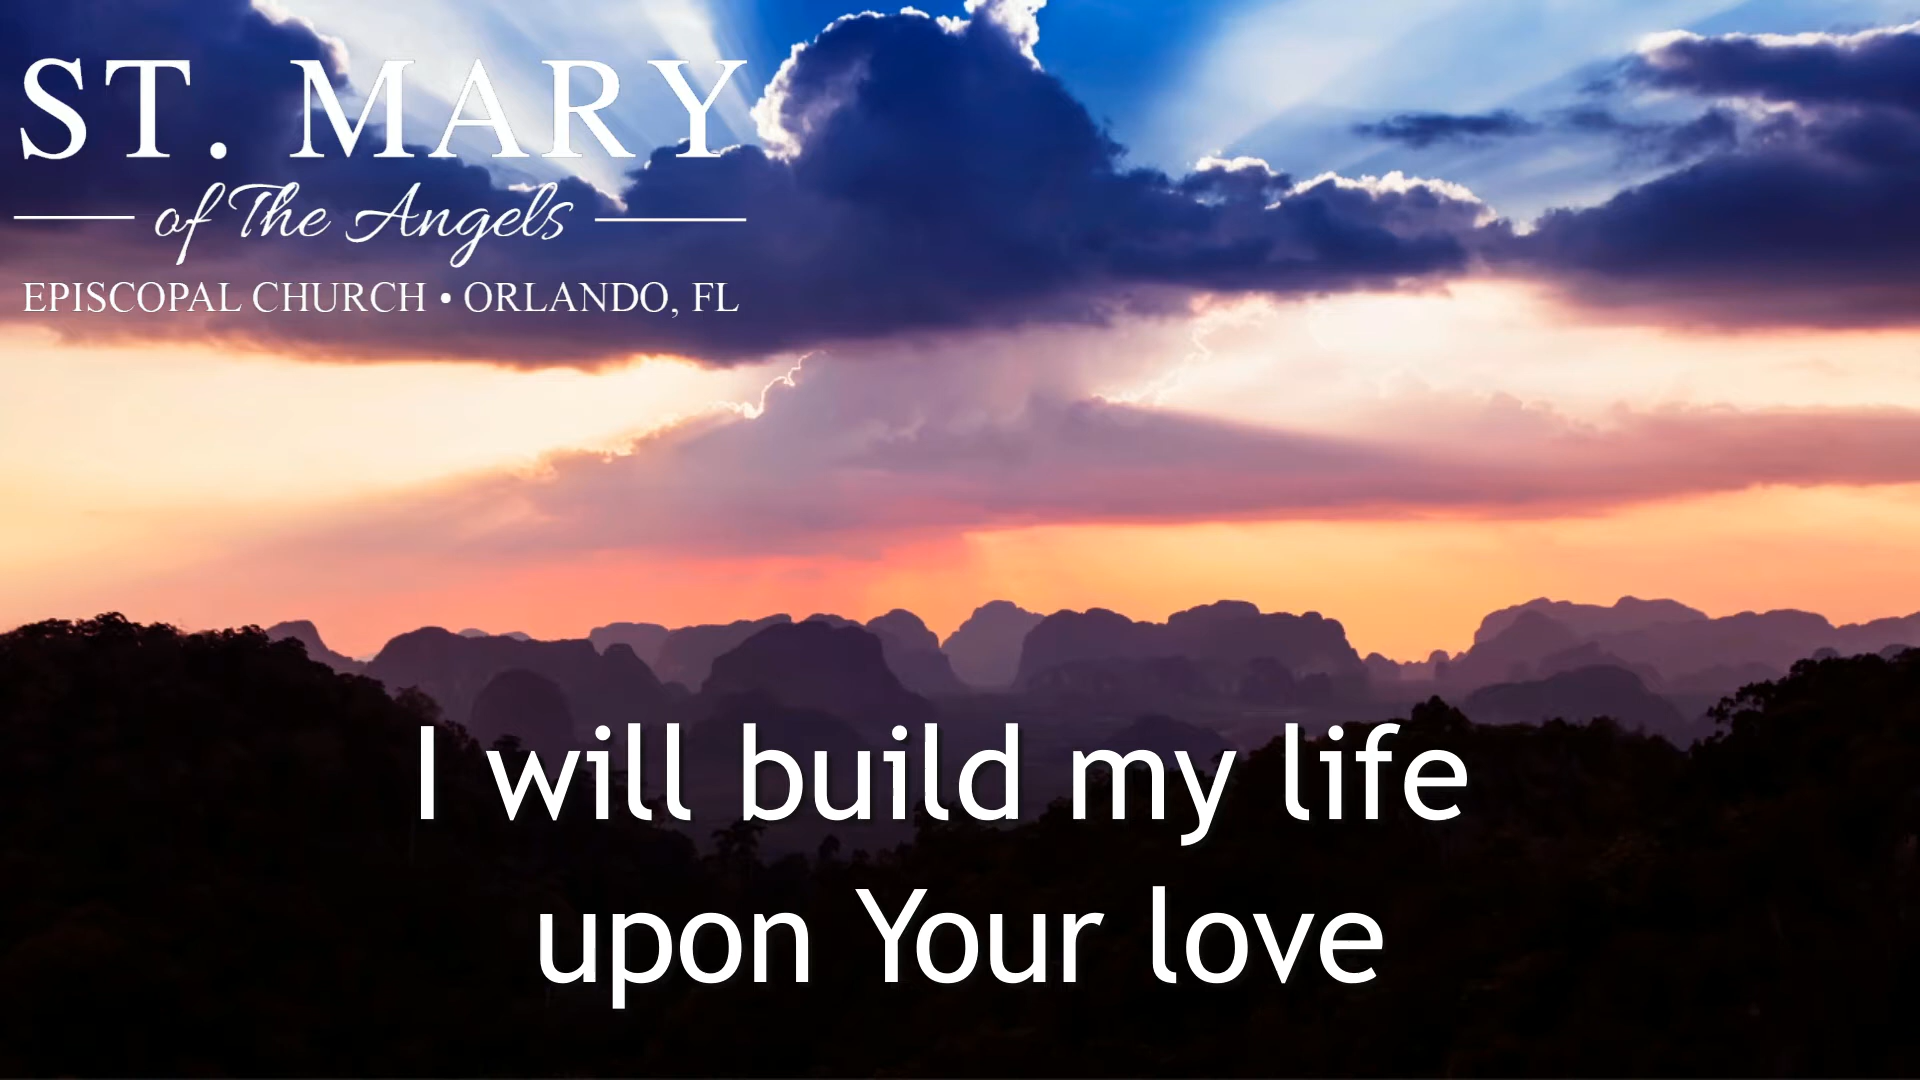 ST. MARY
of The Angels
EPISCOPAL CHURCH • ORLANDO, FL
I will build my life
upon Your love